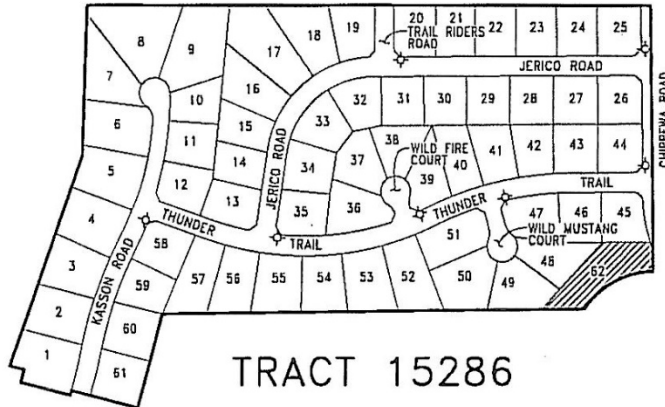 20 21 22 23 24 25
19
18
17
TRAIL RIDERS
ROAD
8
9
7
JERICO ROAD
CHIPPEWA ROAD
16
10
6
15
33
32 31 30 29 28 27 26
11
JERICO ROAD
14
34
37
38
WILD FIRE
COURT
40
41 42 43 44
5
12
13
35
36
39
TRAIL
THUNDER
THUNDER
TRAIL
4
58
47 46 45
WILD MUSTANG
COURT
KASSON ROAD
3
59
57 56 55 54 53 52
51
50
49
48
62
2
60
1
61
TRACT 15286